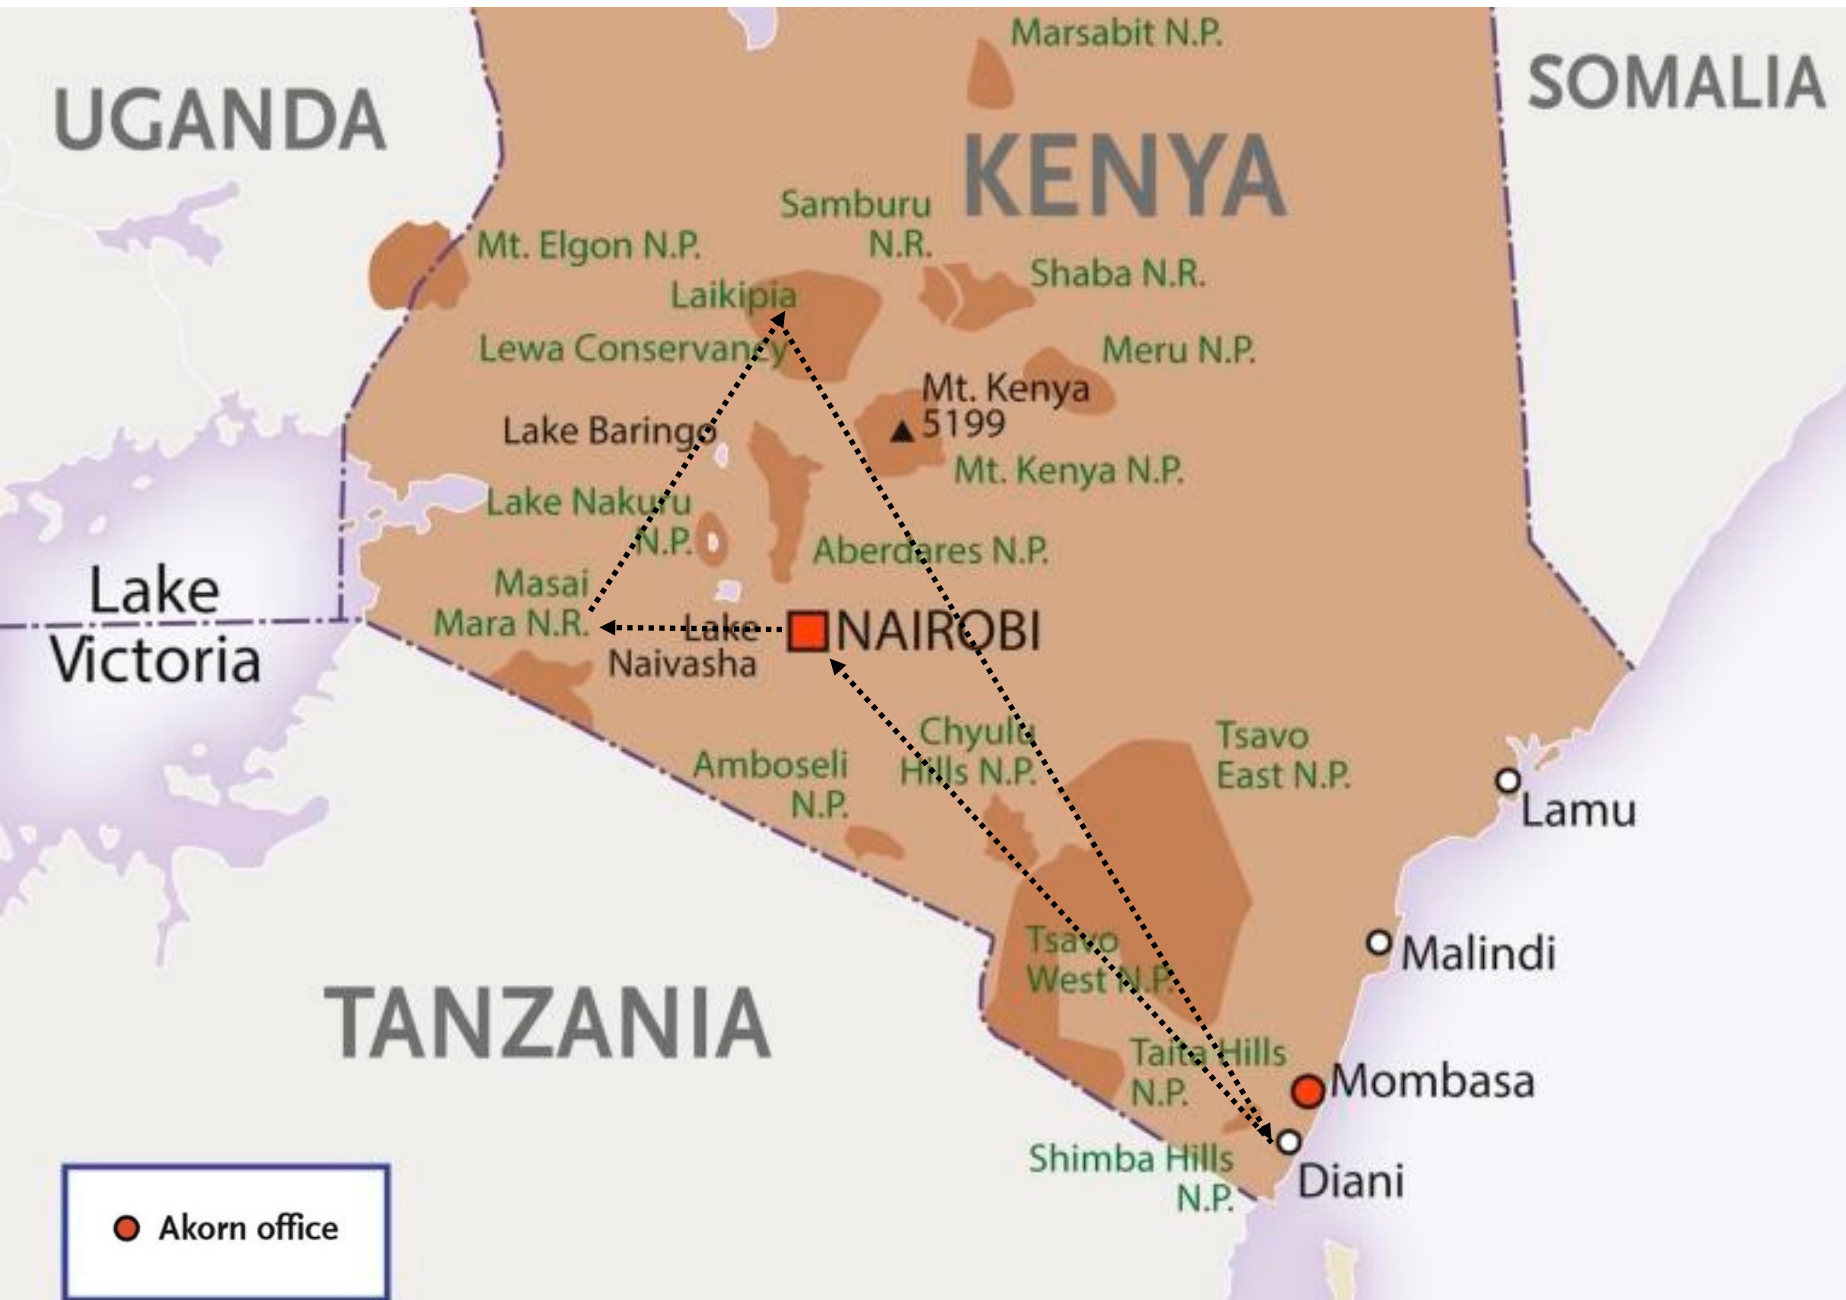 Marsabit N.P.
SOMALIA
UGANDA
KENYA
Samburu
N.R.
Mt. Elgon N.P.
Shaba N.R.
Laikipia
Lewa Conservancy
Meru N.P.
Mt. Kenya
5199
Lake Baringo
Mt. Kenya N.P.
Lake Nakuru
N.P.
Aberdares N.P.
Masai
Mara N.R.
Lake
Victoria
Lake
Naivasha
NAIROBI
Chyulu
Hills N.P.
Tsavo
East N.P.
Amboseli
N.P.
Lamu
Tsavo
West N.P.
Malindi
TANZANIA
Taita Hills
N.P.
Mombasa
Shimba Hills
N.P.
Diani
Akorn office